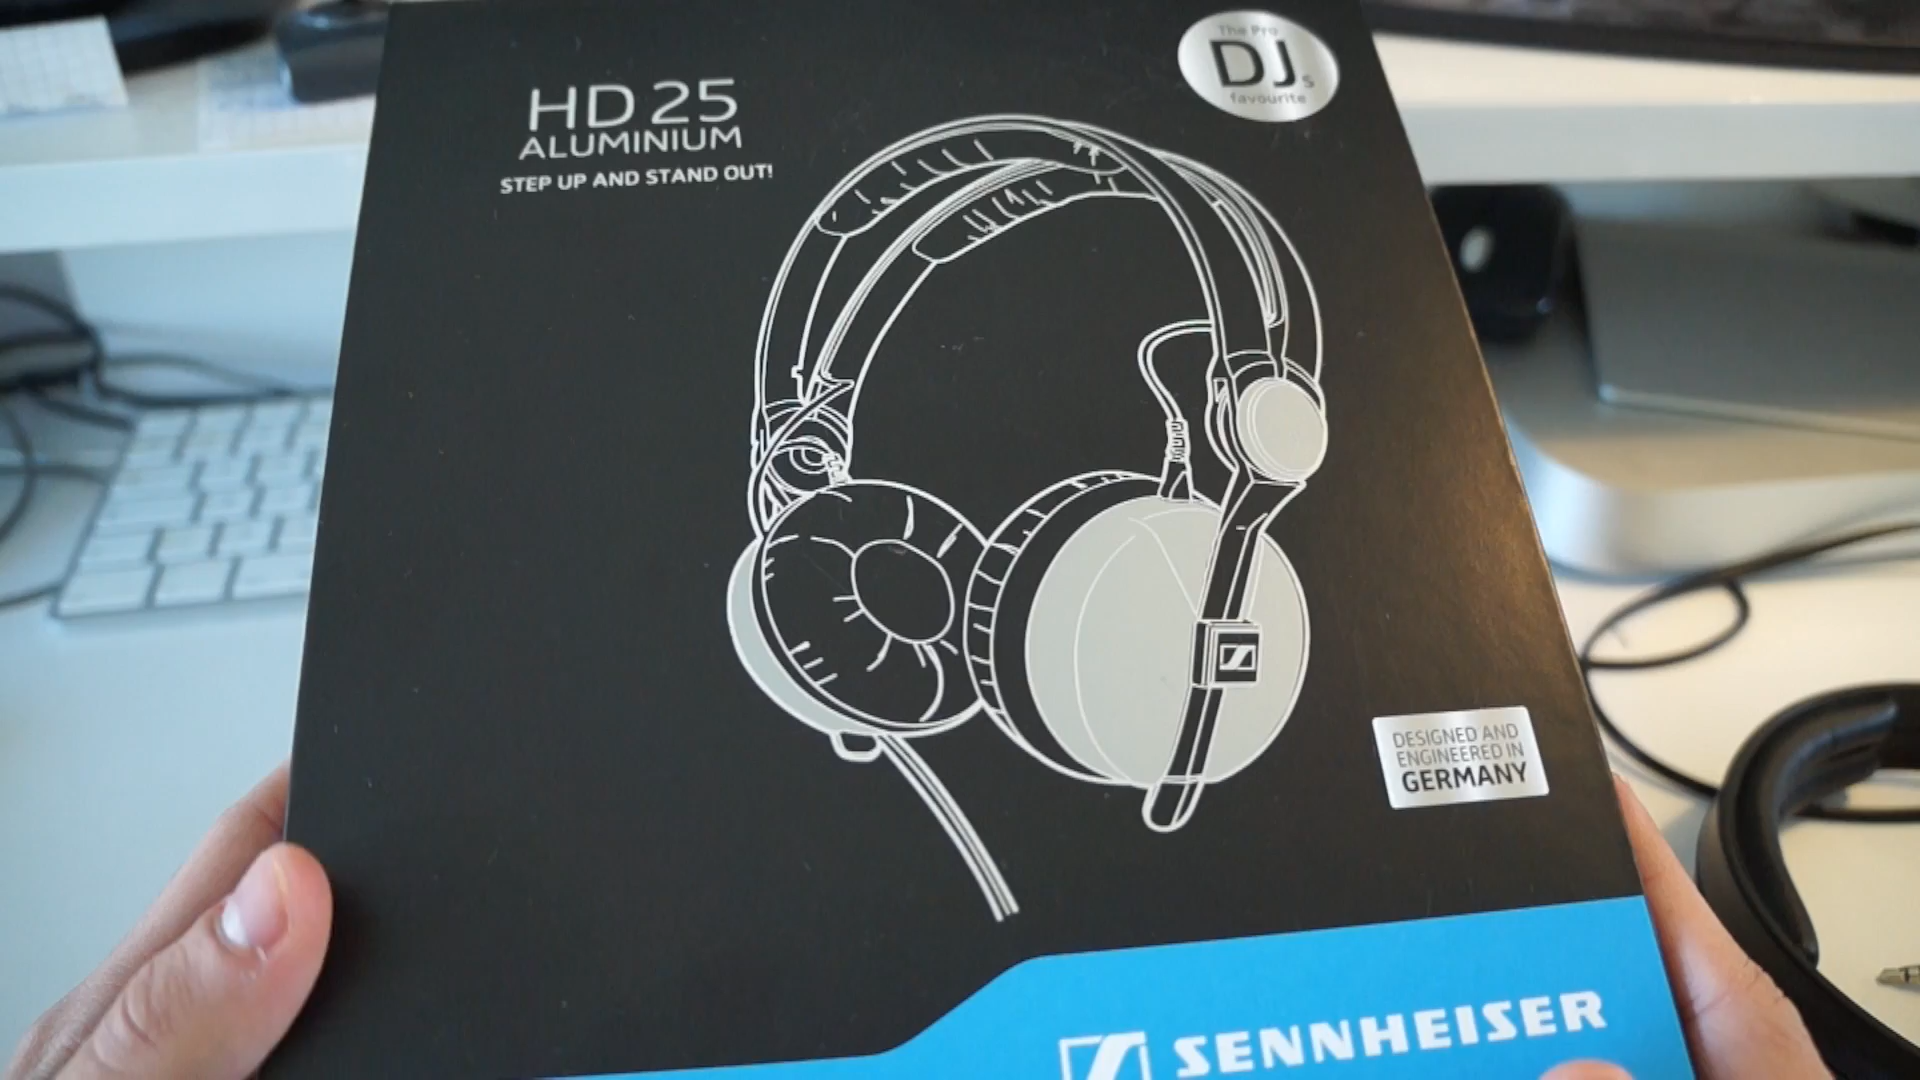 HD 25
ALUMINIUM
STEP UP AND STAND OUT!
The Pro
DJs
favourite
DESIGNED AND
ENGINEERED IN
GERMANY
SENNHEISER